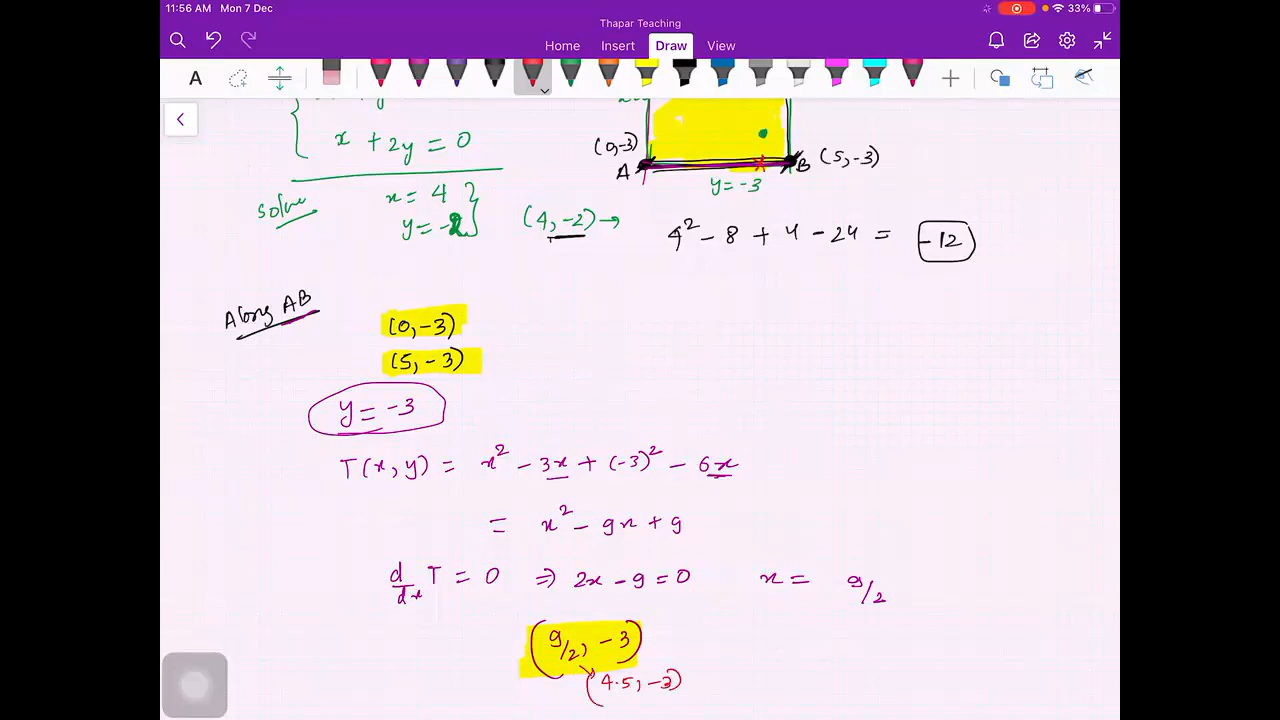 11:56 AM Mon 7 Dec
33%
Thapar Teaching
Home Insert Draw View
A
x + 2y = 0
(0,-3)
A
B
(5,-3)
y = -3
solve
x = 4
y = -2
(4,-2) →
4² - 8 + 4 - 24 = -12
Along AB
(0,-3)
(5,-3)
y = -3
T(x,y) = x² - 3x + (-3)² - 6x
= x² - 9x + 9
d/dx T = 0 ⇒ 2x - 9 = 0 x = 9/2
(9/2, -3)
(4.5, -3)